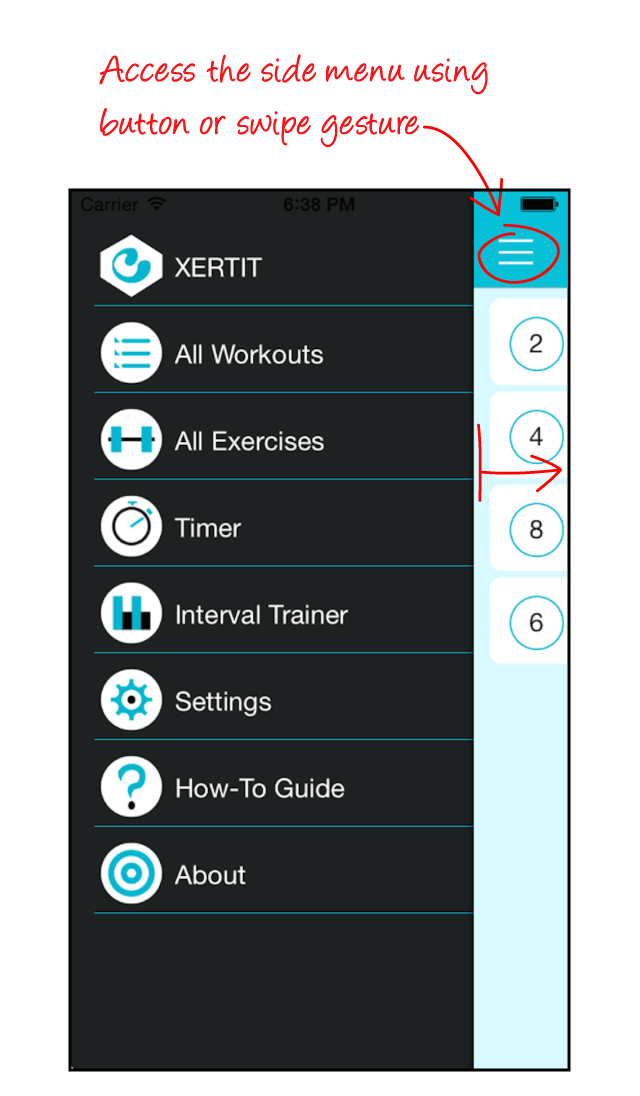 Access the side menu using
button or swipe gesture
Carrier 6:38 PM
XERTIT
All Workouts
All Exercises
Timer
Interval Trainer
Settings
How-To Guide
About
2
4
8
6